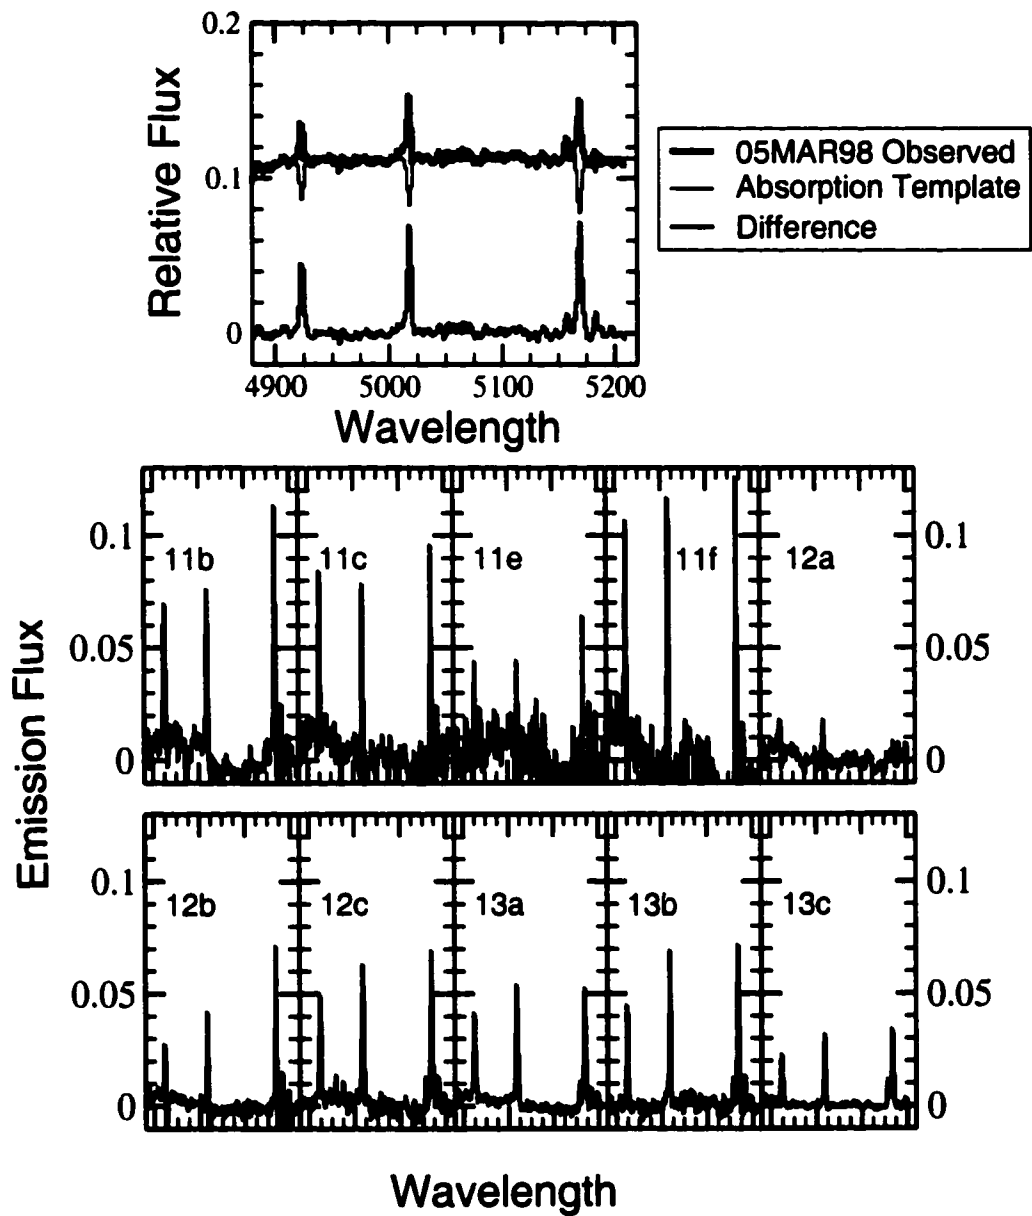 0.2
0.1
0
Relative Flux
4900 5000 5100 5200
Wavelength
05MAR98 Observed
Absorption Template
Difference
0.1 0.1
11b 11c 11e 11f 12a
0.05 0.05
0 0
Emission Flux
0.1 0.1
12b 12c 13a 13b 13c
0.05 0.05
0 0
Wavelength